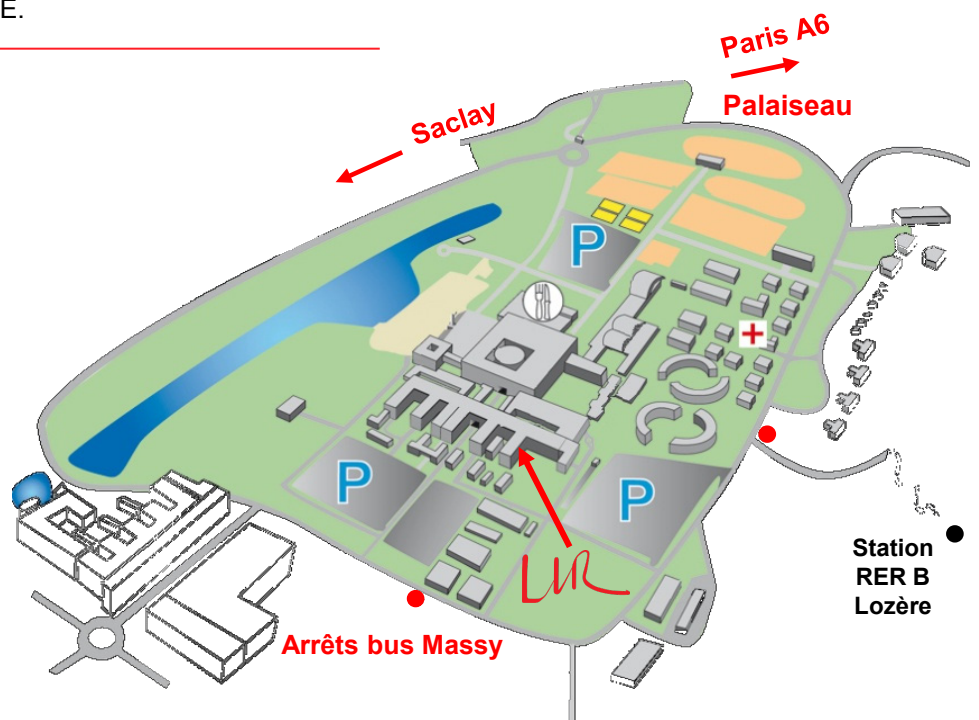 E.
Paris A6
Palaiseau
Saclay
P
P
P
LLR
Station
RER B
Lozère
Arrêts bus Massy